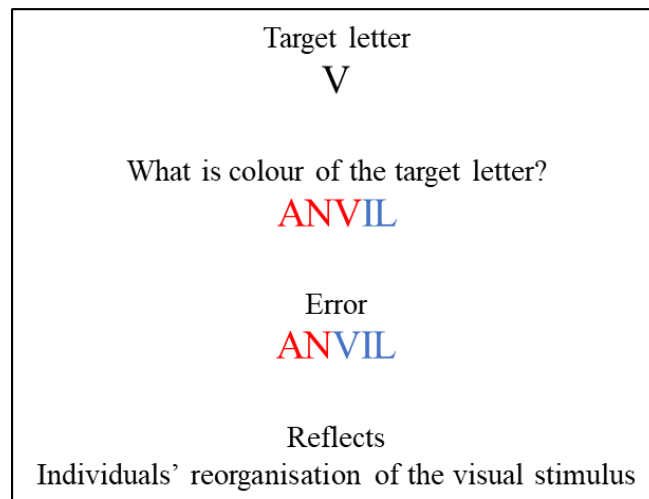 Target letter
V
What is colour of the target letter?
ANVIL
Error
ANVIL
Reflects
Individuals’ reorganisation of the visual stimulus